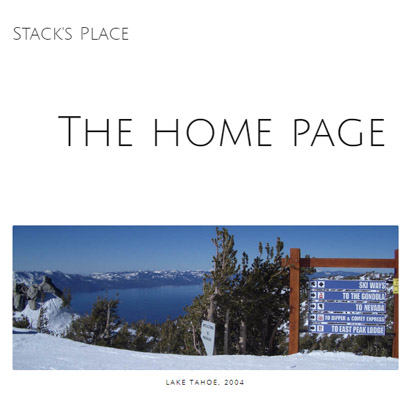 Stack's Place
The home page
SKI WAYS
TO THE GONDOLA
TO NEVADA
TO DIPPER & COMET EXPRESS
TO EAST PEAK LODGE
LAKE TAHOE, 2004